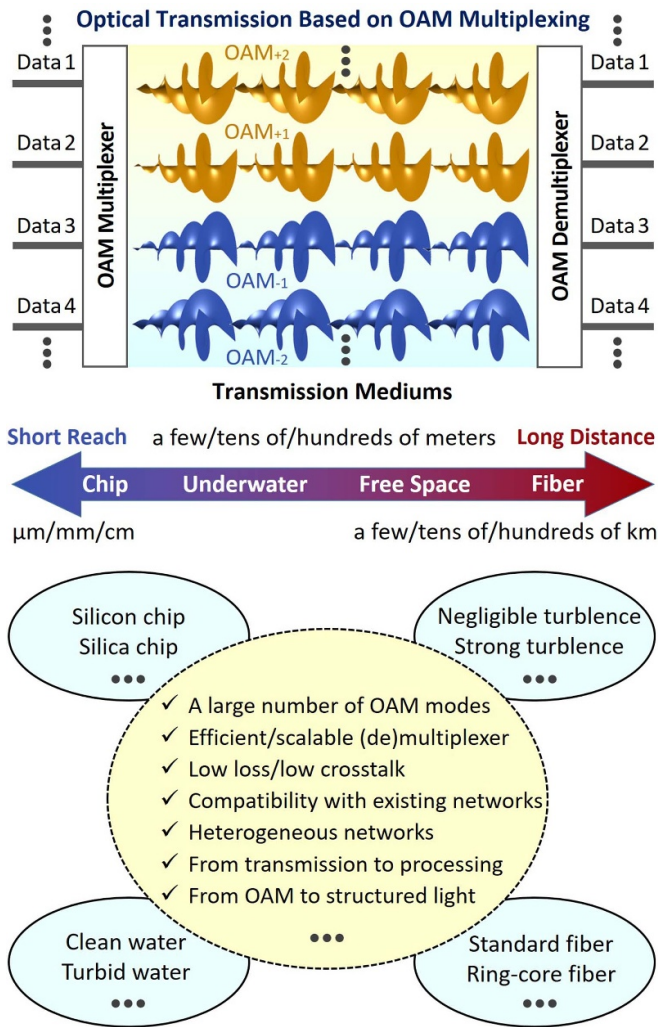 Optical Transmission Based on OAM Multiplexing
Data 1
Data 2
Data 3
Data 4
OAM Multiplexer
OAM+2
OAM+1
OAM-1
OAM-2
OAM Demultiplexer
Data 1
Data 2
Data 3
Data 4
Transmission Mediums
Short Reach
a few/tens of/hundreds of meters
Long Distance
Chip
Underwater
Free Space
Fiber
μm/mm/cm
a few/tens of/hundreds of km
Silicon chip
Silica chip
Negligible turblence
Strong turblence
✓ A large number of OAM modes
✓ Efficient/scalable (de)multiplexer
✓ Low loss/low crosstalk
✓ Compatibility with existing networks
✓ Heterogeneous networks
✓ From transmission to processing
✓ From OAM to structured light
Clean water
Turbid water
Standard fiber
Ring-core fiber